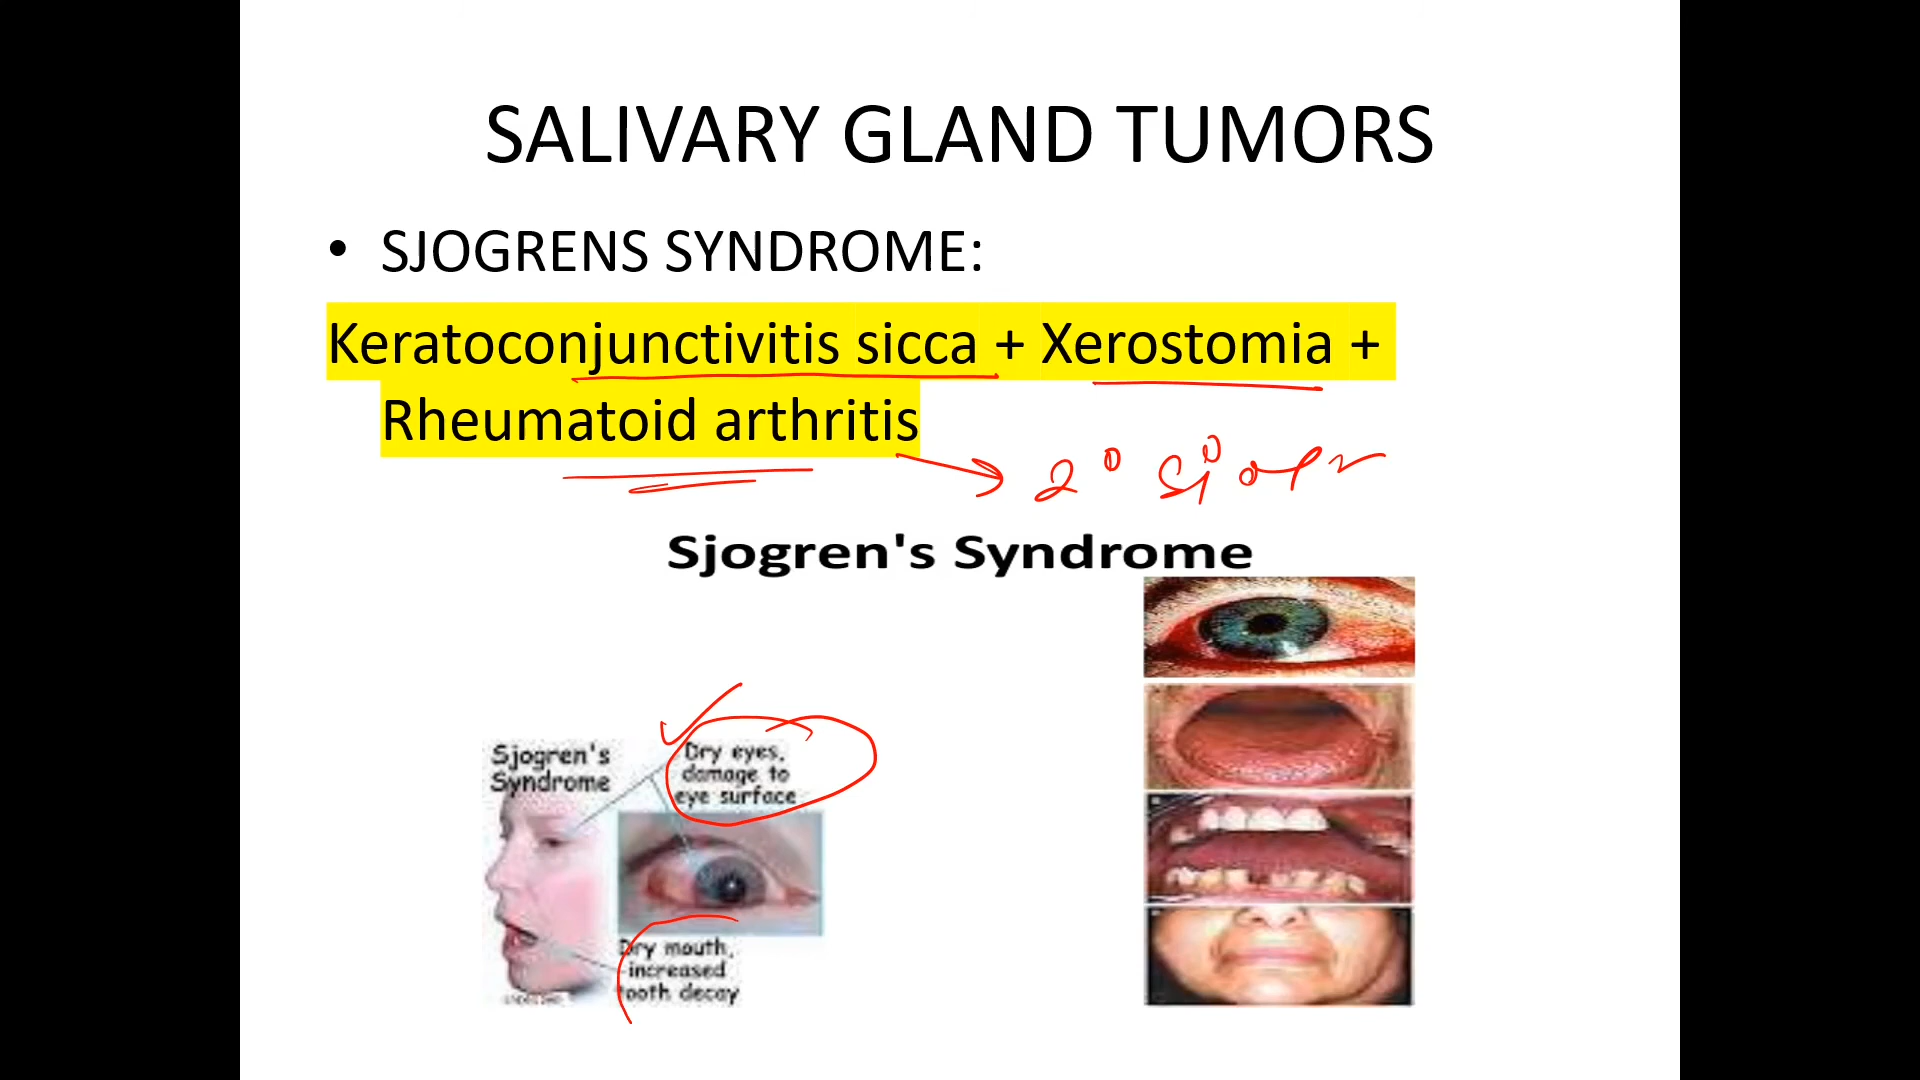 SALIVARY GLAND TUMORS
• SJOGRENS SYNDROME:
Keratoconjunctivitis sicca + Xerostomia +
Rheumatoid arthritis
2°
Sjogren's Syndrome
Sjogren's
Syndrome
Dry eyes,
damage to
eye surface
Dry mouth,
increased
tooth decay